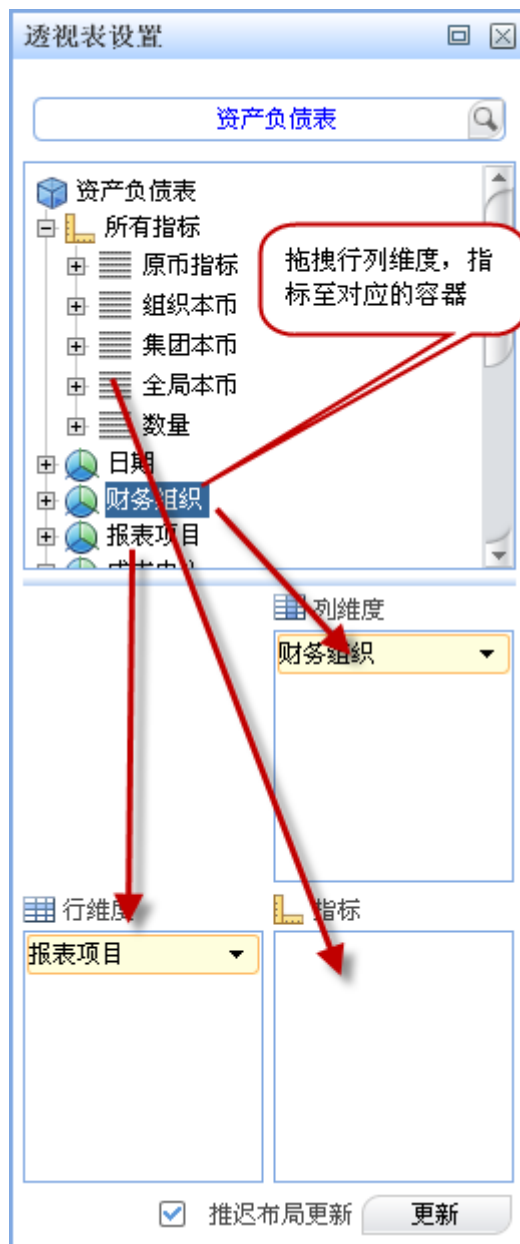 透视表设置
资产负债表
资产负债表
所有指标
原币指标
组织本币
集团本币
全局本币
数量
日期
财务组织
报表项目
拖拽行列维度，指
标至对应的容器
列维度
财务组织
行维度
报表项目
指标
推迟布局更新
更新